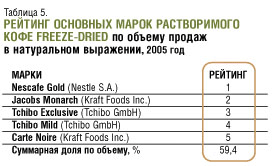 Таблица 5.
РЕЙТИНГ ОСНОВНЫХ МАРОК РАСТВОРИМОГО
КОФЕ FREEZE-DRIED по объему продаж
в натуральном выражении, 2005 год
МАРКИ РЕЙТИНГ
Nescafe Gold (Nestle S.A.) 1
Jacobs Monarch (Kraft Foods Inc.) 2
Tchibo Exclusive (Tchibo GmbH) 3
Tchibo Mild (Tchibo GmbH) 4
Carte Noire (Kraft Foods Inc.) 5
Суммарная доля по объему, % 59,4